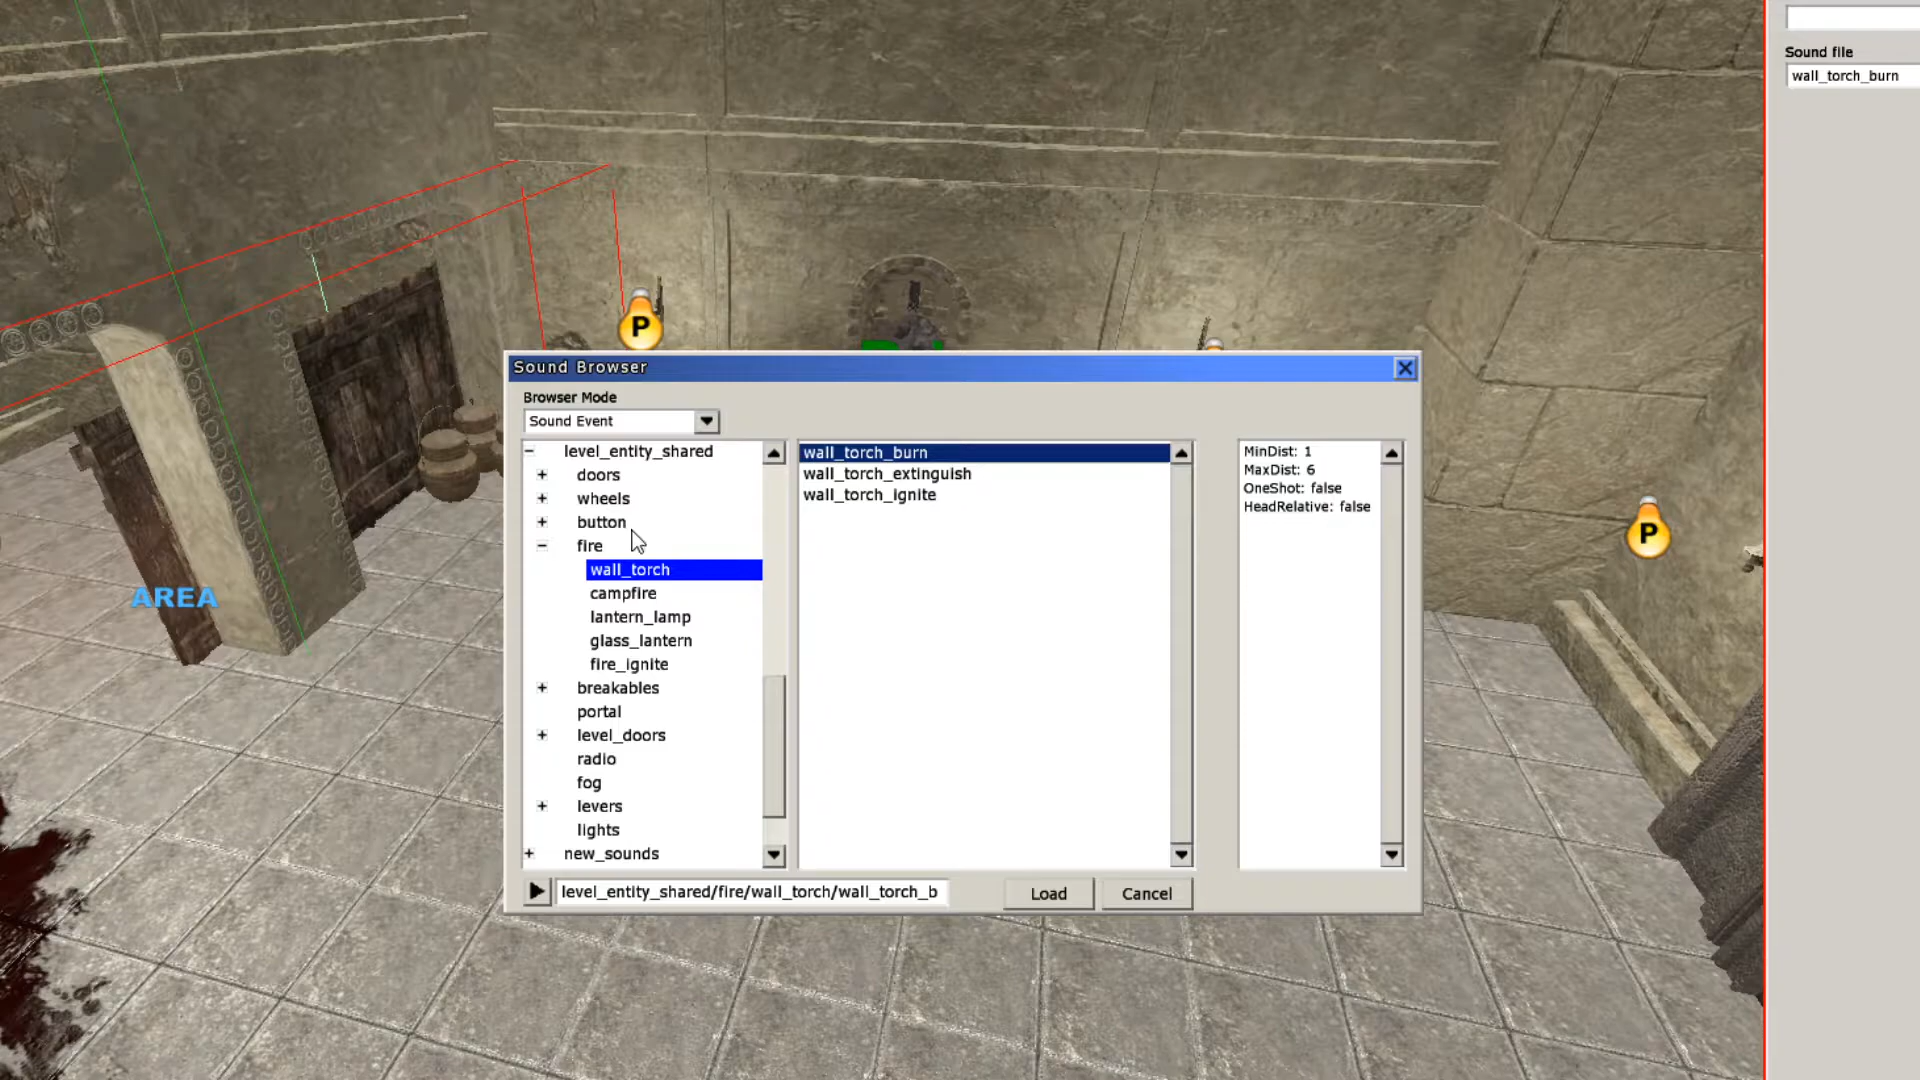 Sound file
wall_torch_burn
P
Sound Browser
Browser Mode
Sound Event
level_entity_shared
doors
wheels
button
fire
wall_torch
campfire
lantern_lamp
glass_lantern
fire_ignite
breakables
portal
level_doors
radio
fog
levers
lights
new_sounds
wall_torch_burn
wall_torch_extinguish
wall_torch_ignite
MinDist: 1
MaxDist: 6
OneShot: false
HeadRelative: false
level_entity_shared/fire/wall_torch/wall_torch_b
Load
Cancel
P
AREA